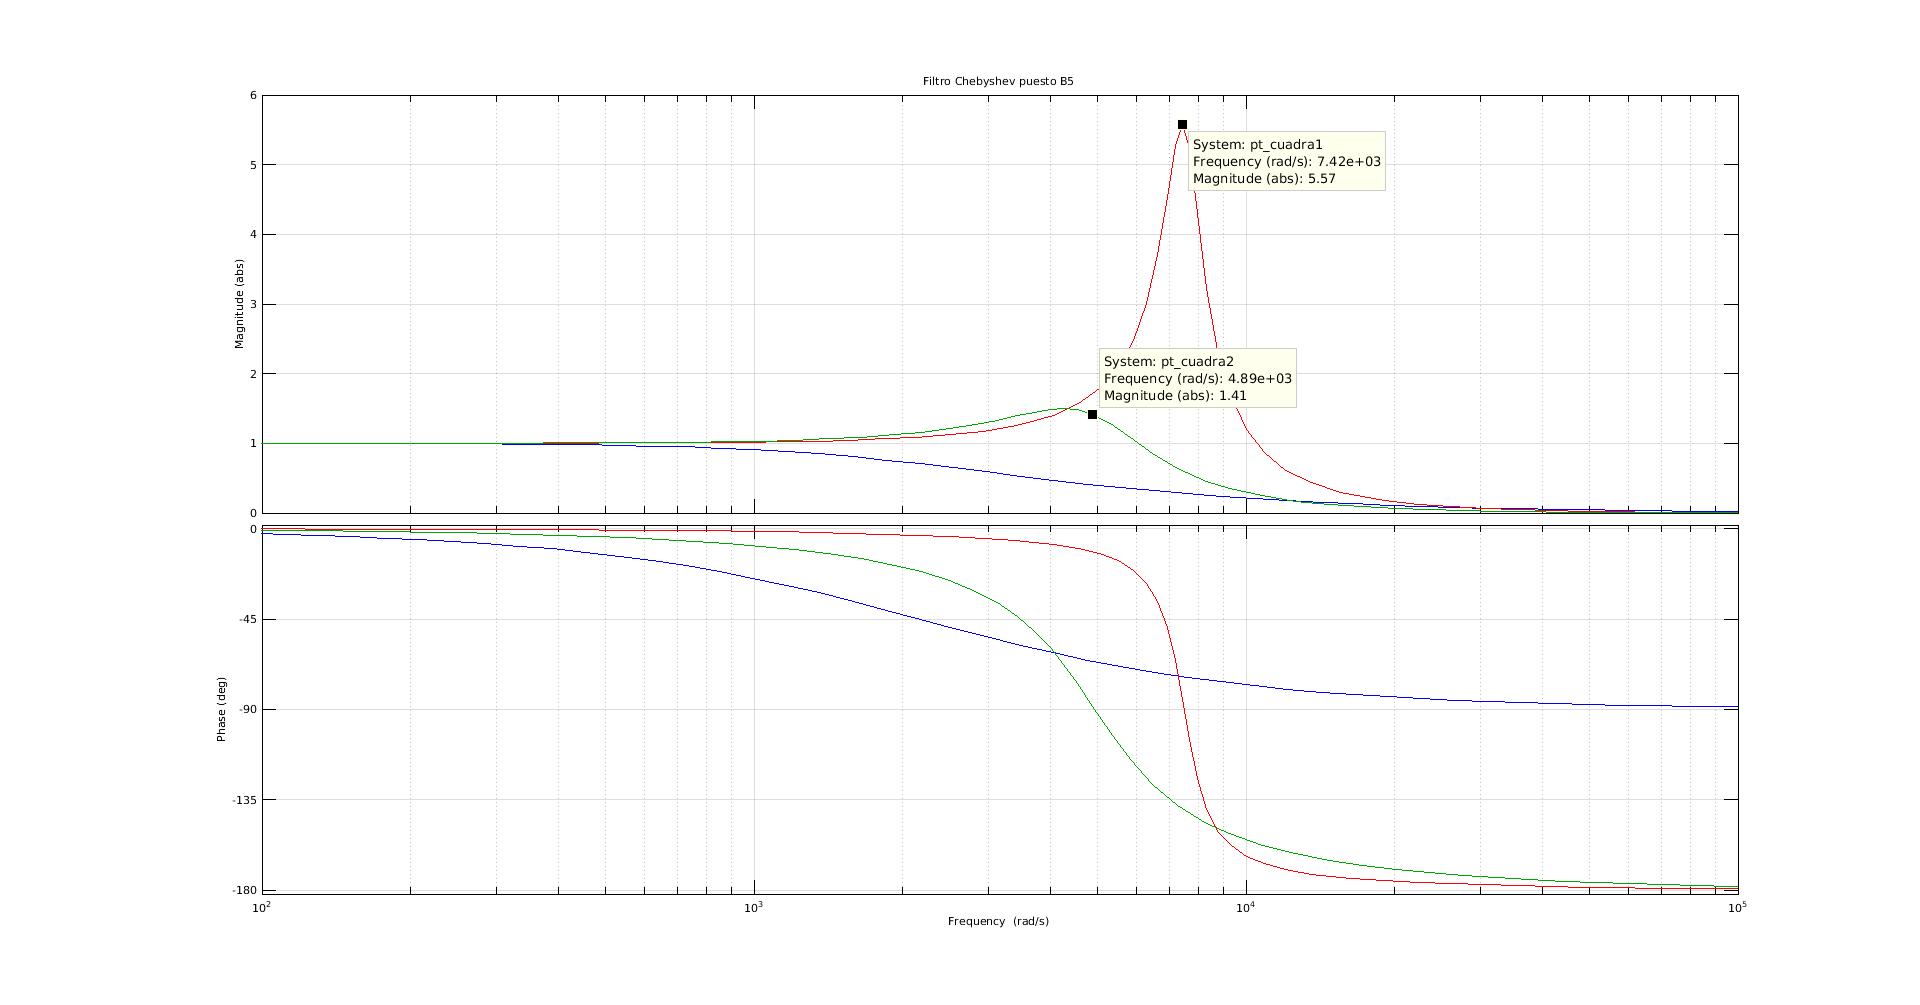 Filtro Chebyshev puesto B5
6
5
4
3
2
1
0
Magnitude (abs)
System: pt_cuadra1
Frequency (rad/s): 7.42e+03
Magnitude (abs): 5.57
System: pt_cuadra2
Frequency (rad/s): 4.89e+03
Magnitude (abs): 1.41
0
-45
-90
-135
-180
Phase (deg)
10² 10³ 10⁴ 10⁵
Frequency (rad/s)